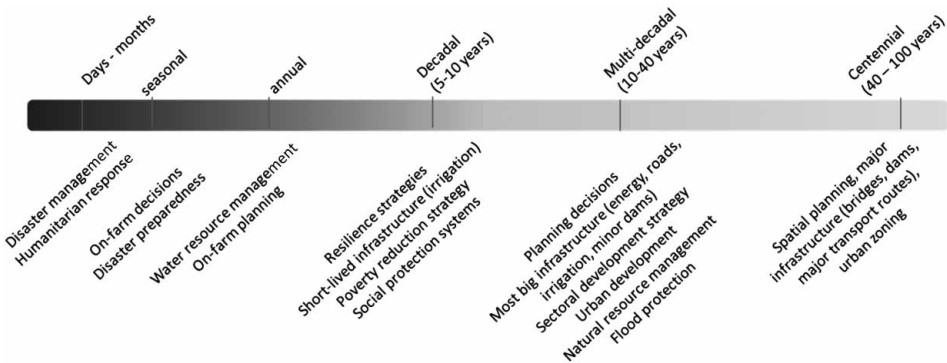 Days - months
seasonal
annual
Decadal
(5-10 years)
Multi-decadal
(10-40 years)
Centennial
(40 – 100 years)
Disaster management
Humanitarian response
On-farm decisions
Disaster preparedness
Water resource management
On-farm planning
Resilience strategies
Short-lived infrastructure (irrigation)
Poverty reduction strategy
Social protection systems
Planning decisions
Most big infrastructure (energy, roads,
irrigation, minor dams)
Sectoral development strategy
Urban development
Natural resource management
Flood protection
Spatial planning, major
infrastructure (bridges, dams,
major transport routes),
urban zoning